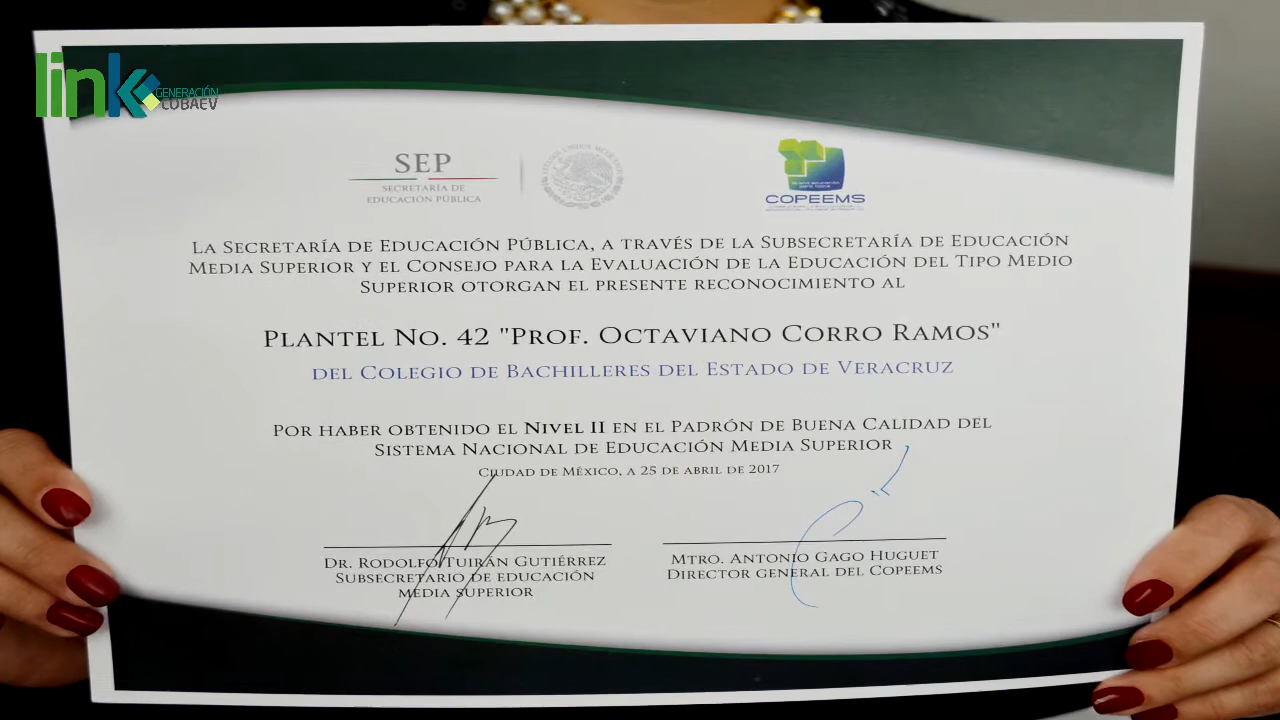 link GENERACIÓN
COBAEV
SEP
SECRETARÍA DE
EDUCACIÓN PÚBLICA
COPEEMS
LA SECRETARÍA DE EDUCACIÓN PÚBLICA, A TRAVÉS DE LA SUBSECRETARÍA DE EDUCACIÓN
MEDIA SUPERIOR Y EL CONSEJO PARA LA EVALUACIÓN DE LA EDUCACIÓN DEL TIPO MEDIO
SUPERIOR OTORGAN EL PRESENTE RECONOCIMIENTO AL
PLANTEL NO. 42 "PROF. OCTAVIANO CORRO RAMOS"
DEL COLEGIO DE BACHILLERES DEL ESTADO DE VERACRUZ
POR HABER OBTENIDO EL NIVEL II EN EL PADRÓN DE BUENA CALIDAD DEL
SISTEMA NACIONAL DE EDUCACIÓN MEDIA SUPERIOR
CIUDAD DE MÉXICO, A 25 DE ABRIL DE 2017
DR. RODOLFO TUIRÁN GUTIÉRREZ
SUBSECRETARIO DE EDUCACIÓN
MEDIA SUPERIOR
MTRO. ANTONIO GAGO HUGUET
DIRECTOR GENERAL DEL COPEEMS